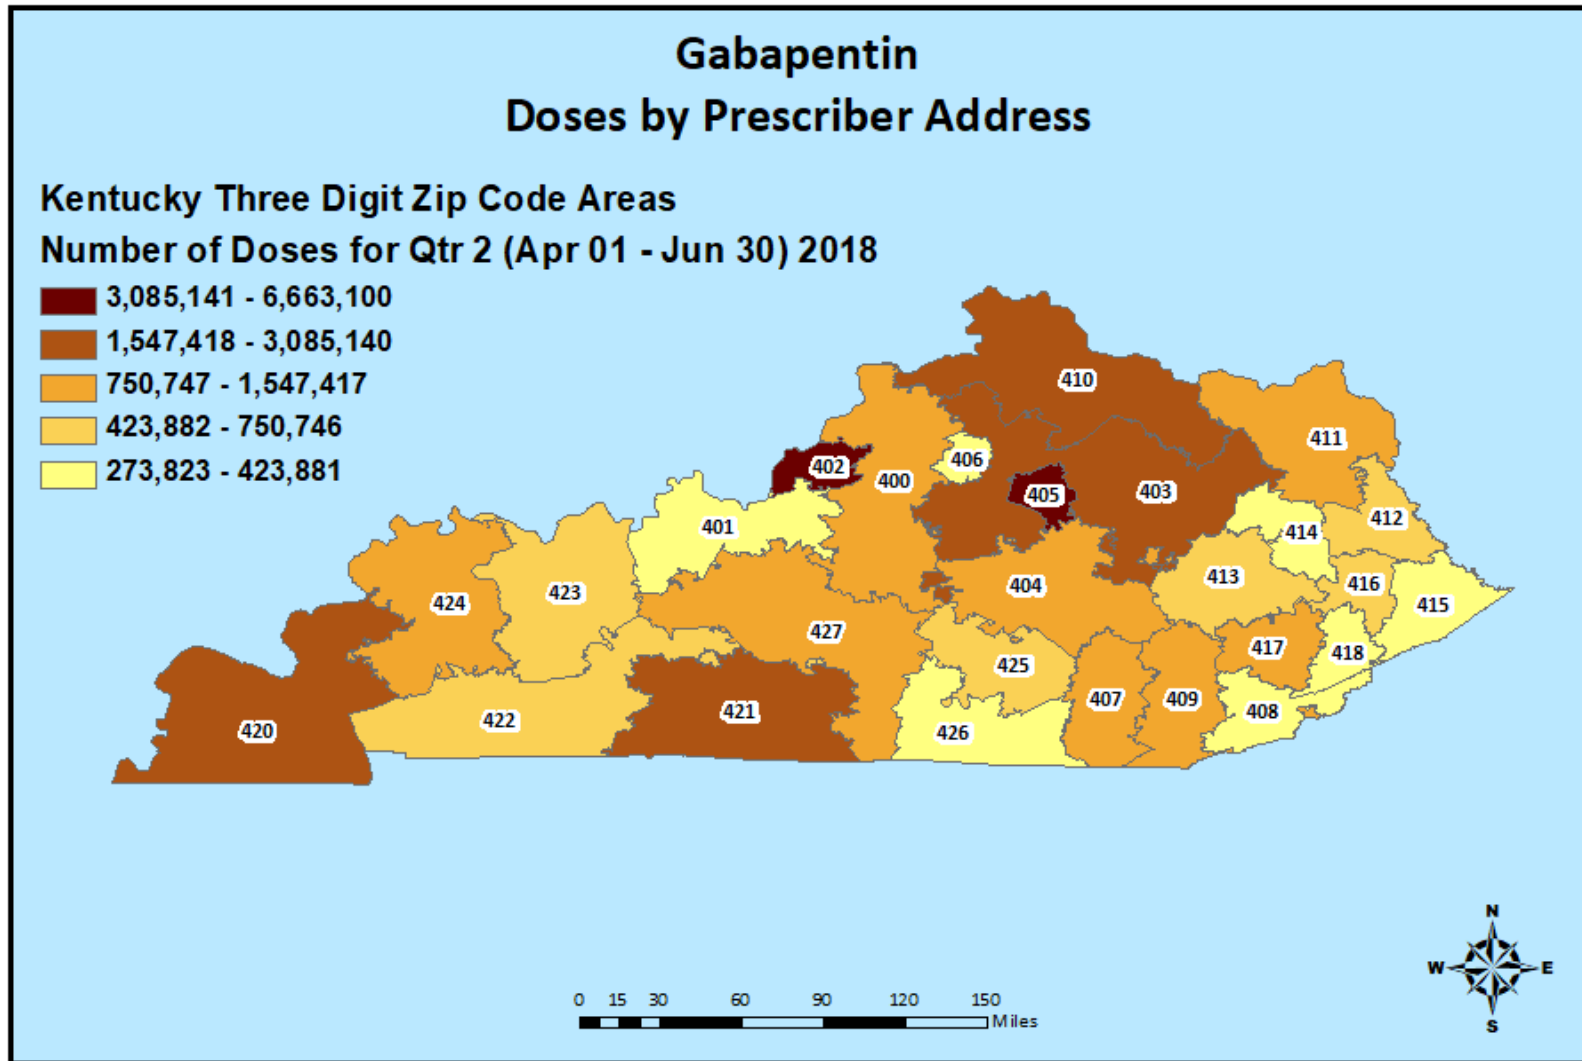 Gabapentin
Doses by Prescriber Address
Kentucky Three Digit Zip Code Areas
Number of Doses for Qtr 2 (Apr 01 - Jun 30) 2018
3,085,141 - 6,663,100
1,547,418 - 3,085,140
750,747 - 1,547,417
423,882 - 750,746
273,823 - 423,881
410
411
406
402
400
403
405
401
412
414
413
416
404
423
424
415
427
417
418
425
407
409
408
421
422
420
426
N
W
E
S
0 15 30 60 90 120 150
Miles